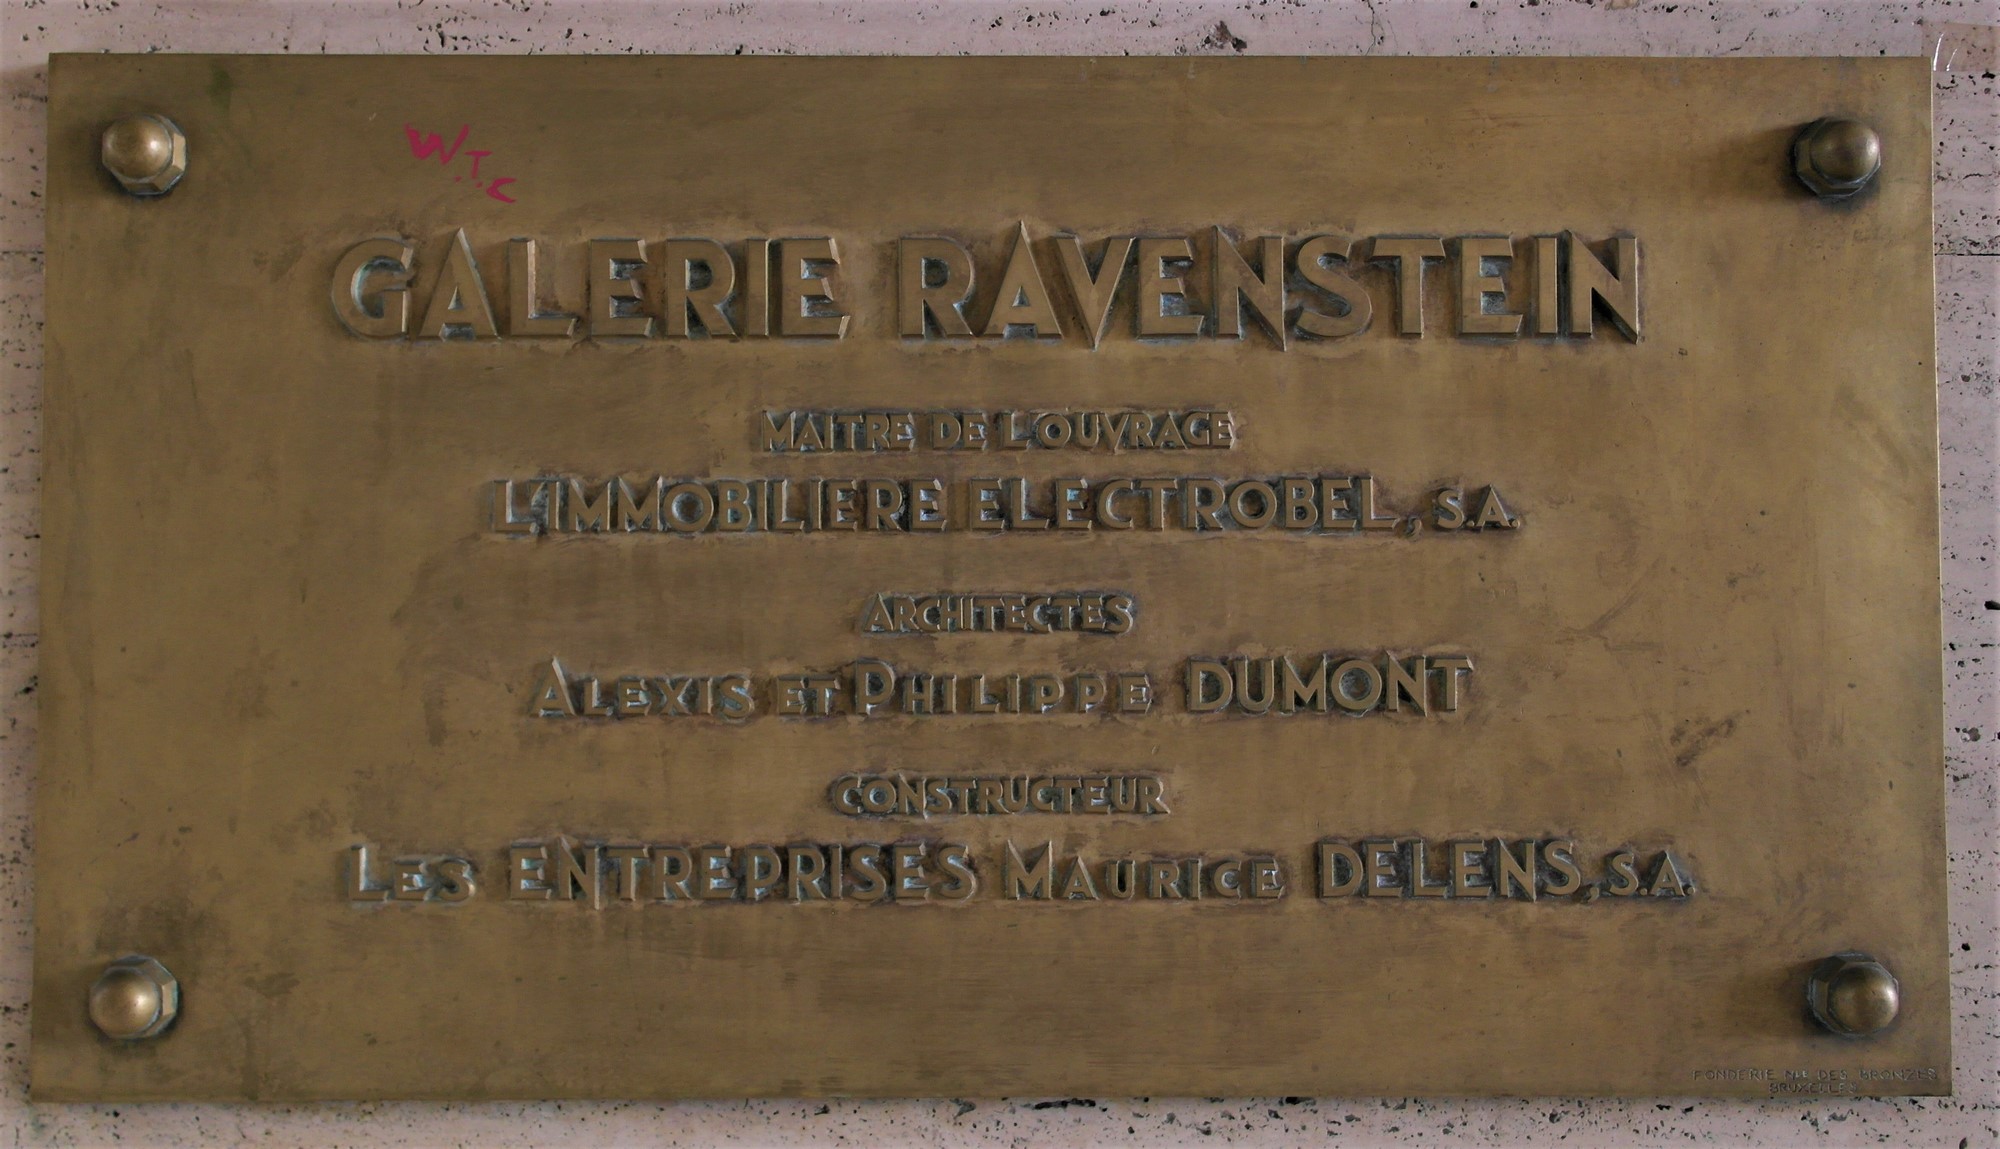 W.T.C
GALERIE RAVENSTEIN
MAITRE DE L'OUVRAGE
L'IMMOBILIERE ELECTROBEL, S.A.
ARCHITECTES
ALEXIS ET PHILIPPE DUMONT
CONSTRUCTEUR
LES ENTREPRISES MAURICE DELENS, S.A.
FONDERIE NLE DES BRONZES
BRUXELLES